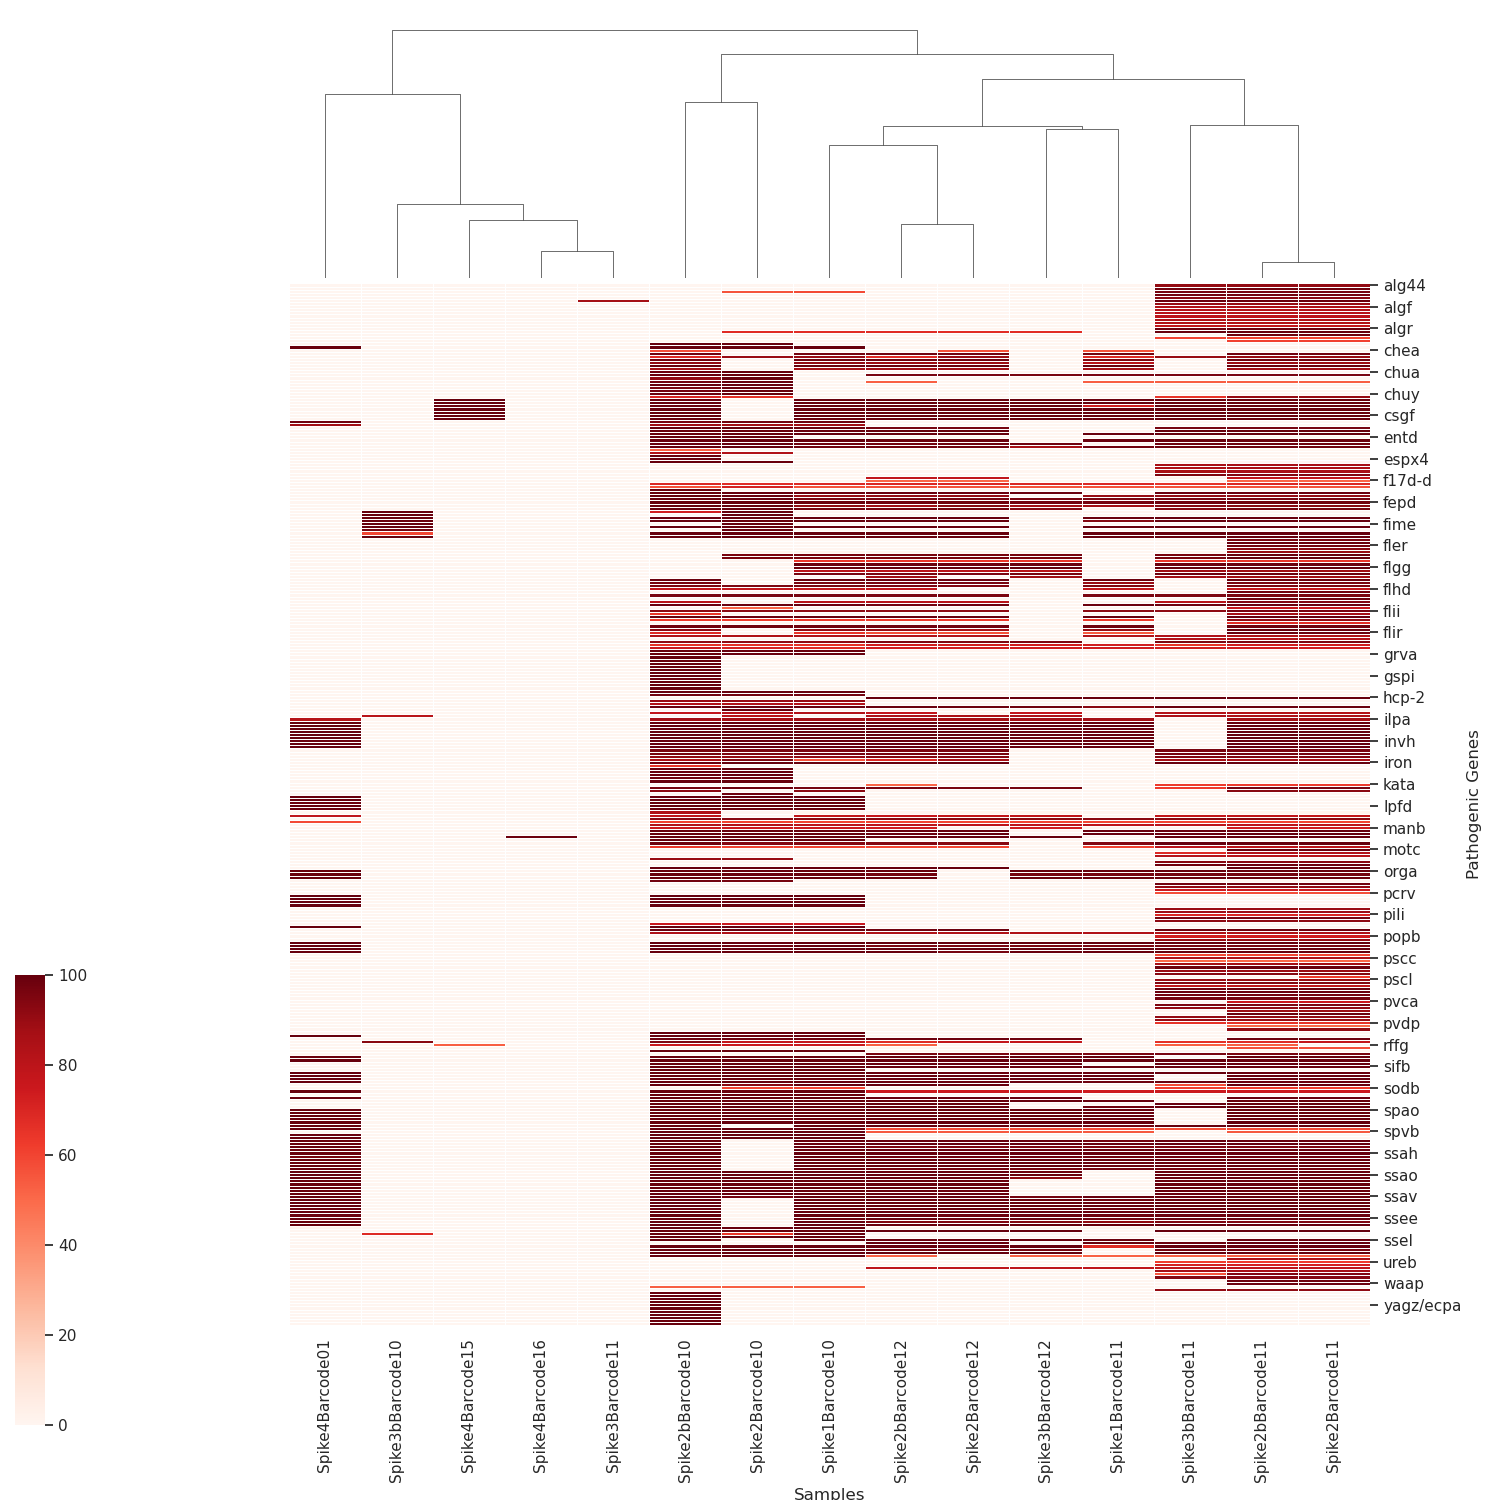 alg44
algf
algr
chea
chua
chuy
csgf
entd
espx4
f17d-d
fepd
fime
fler
flgg
flhd
flii
flir
grva
gspi
hcp-2
ilpa
invh
iron
kata
lpfd
manb
motc
orga
pcrv
pili
popb
pscc
pscl
pvca
pvdp
rffg
sifb
sodb
spao
spvb
ssah
ssao
ssav
ssee
ssel
ureb
waap
yagz/ecpa
Pathogenic Genes
100
80
60
40
20
0
Spike4Barcode01
Spike3bBarcode10
Spike4Barcode15
Spike4Barcode16
Spike3Barcode11
Spike2bBarcode10
Spike2Barcode10
Spike1Barcode10
Spike2bBarcode12
Spike2Barcode12
Spike3bBarcode12
Spike1Barcode11
Spike3bBarcode11
Spike2bBarcode11
Spike2Barcode11
Samples